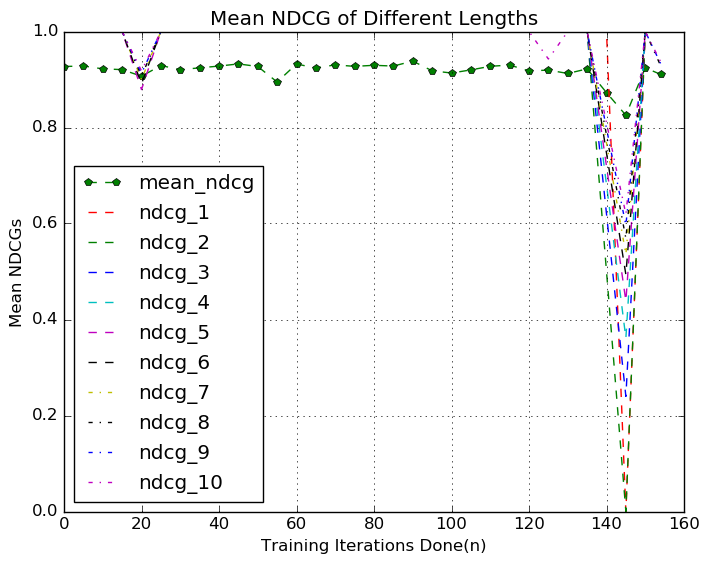 Mean NDCG of Different Lengths
1.0
0.8
0.6
0.4
0.2
0.0
Mean NDCGs
mean_ndcg
ndcg_1
ndcg_2
ndcg_3
ndcg_4
ndcg_5
ndcg_6
ndcg_7
ndcg_8
ndcg_9
ndcg_10
0 20 40 60 80 100 120 140 160
Training Iterations Done(n)